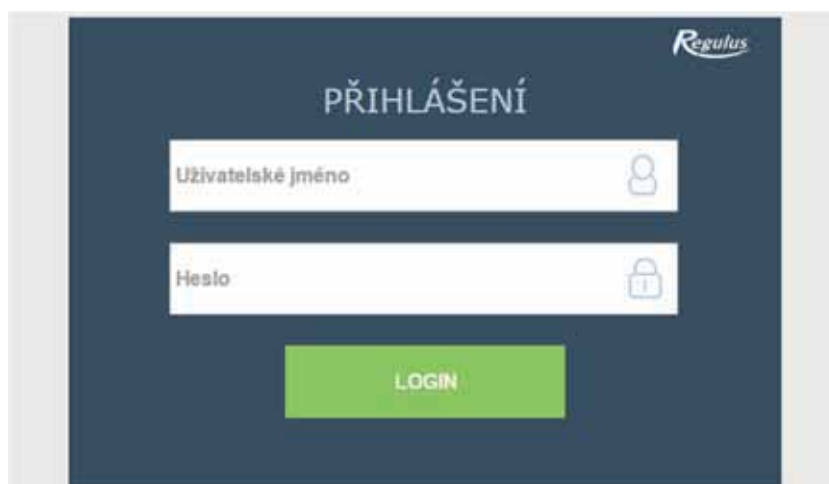 Regulus
PŘIHLÁŠENÍ
Uživatelské jméno
Heslo
LOGIN